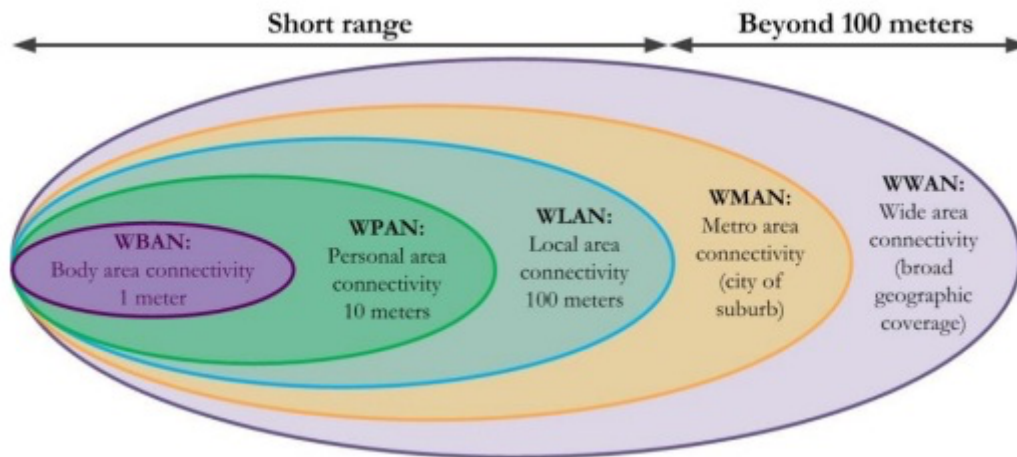 Short range
Beyond 100 meters
WBAN:
Body area connectivity
1 meter
WPAN:
Personal area
connectivity
10 meters
WLAN:
Local area
connectivity
100 meters
WMAN:
Metro area
connectivity
(city of
suburb)
WWAN:
Wide area
connectivity
(broad
geographic
coverage)